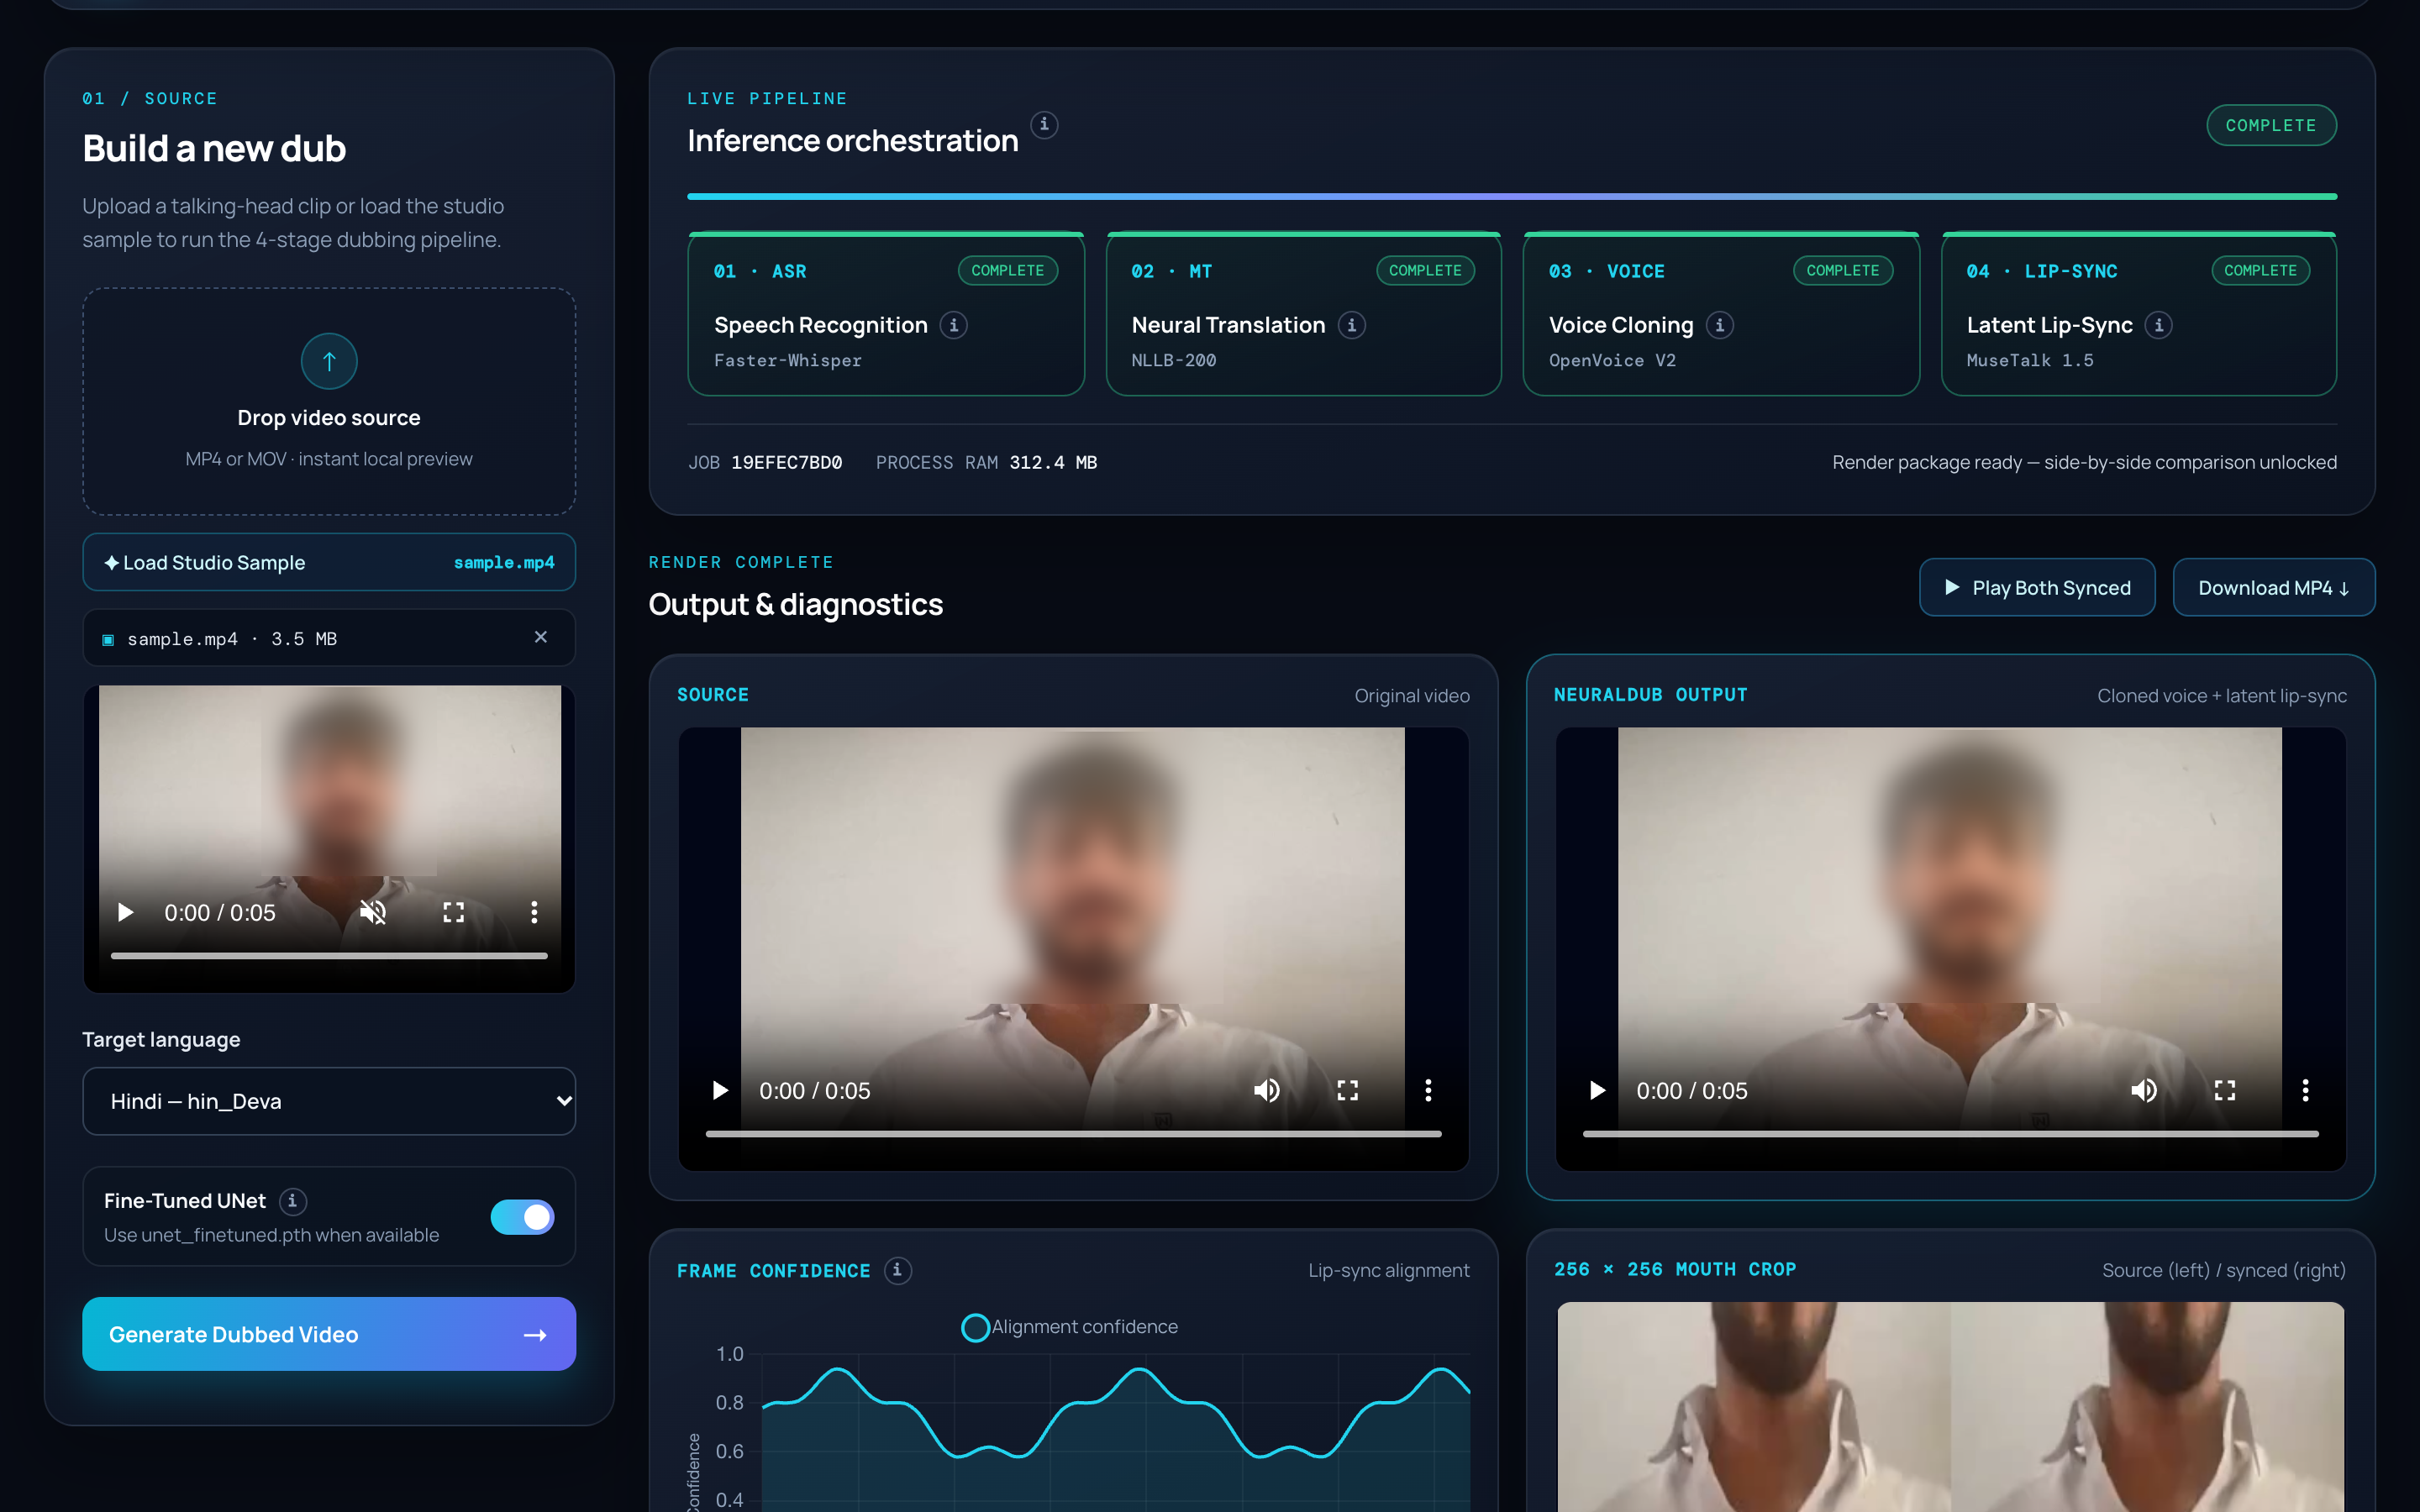 01 / SOURCE
Build a new dub
Upload a talking-head clip or load the studio
sample to run the 4-stage dubbing pipeline.
↑
Drop video source
MP4 or MOV · instant local preview
✦ Load Studio Sample sample.mp4
▣ sample.mp4 · 3.5 MB ×
0:00 / 0:05
Target language
Hindi — hin_Deva
Fine-Tuned UNet i
Use unet_finetuned.pth when available
Generate Dubbed Video →
LIVE PIPELINE
Inference orchestration i
COMPLETE
01 · ASR COMPLETE
Speech Recognition i
Faster-Whisper
02 · MT COMPLETE
Neural Translation i
NLLB-200
03 · VOICE COMPLETE
Voice Cloning i
OpenVoice V2
04 · LIP-SYNC COMPLETE
Latent Lip-Sync i
MuseTalk 1.5
JOB 19EFEC7BD0 PROCESS RAM 312.4 MB
Render package ready — side-by-side comparison unlocked
RENDER COMPLETE
Output & diagnostics
▶ Play Both Synced
Download MP4 ↓
SOURCE Original video
0:00 / 0:05
NEURALDUB OUTPUT Cloned voice + latent lip-sync
0:00 / 0:05
FRAME CONFIDENCE i Lip-sync alignment
Alignment confidence
1.0
0.8
0.6
0.4
Confidence
256 × 256 MOUTH CROP Source (left) / synced (right)